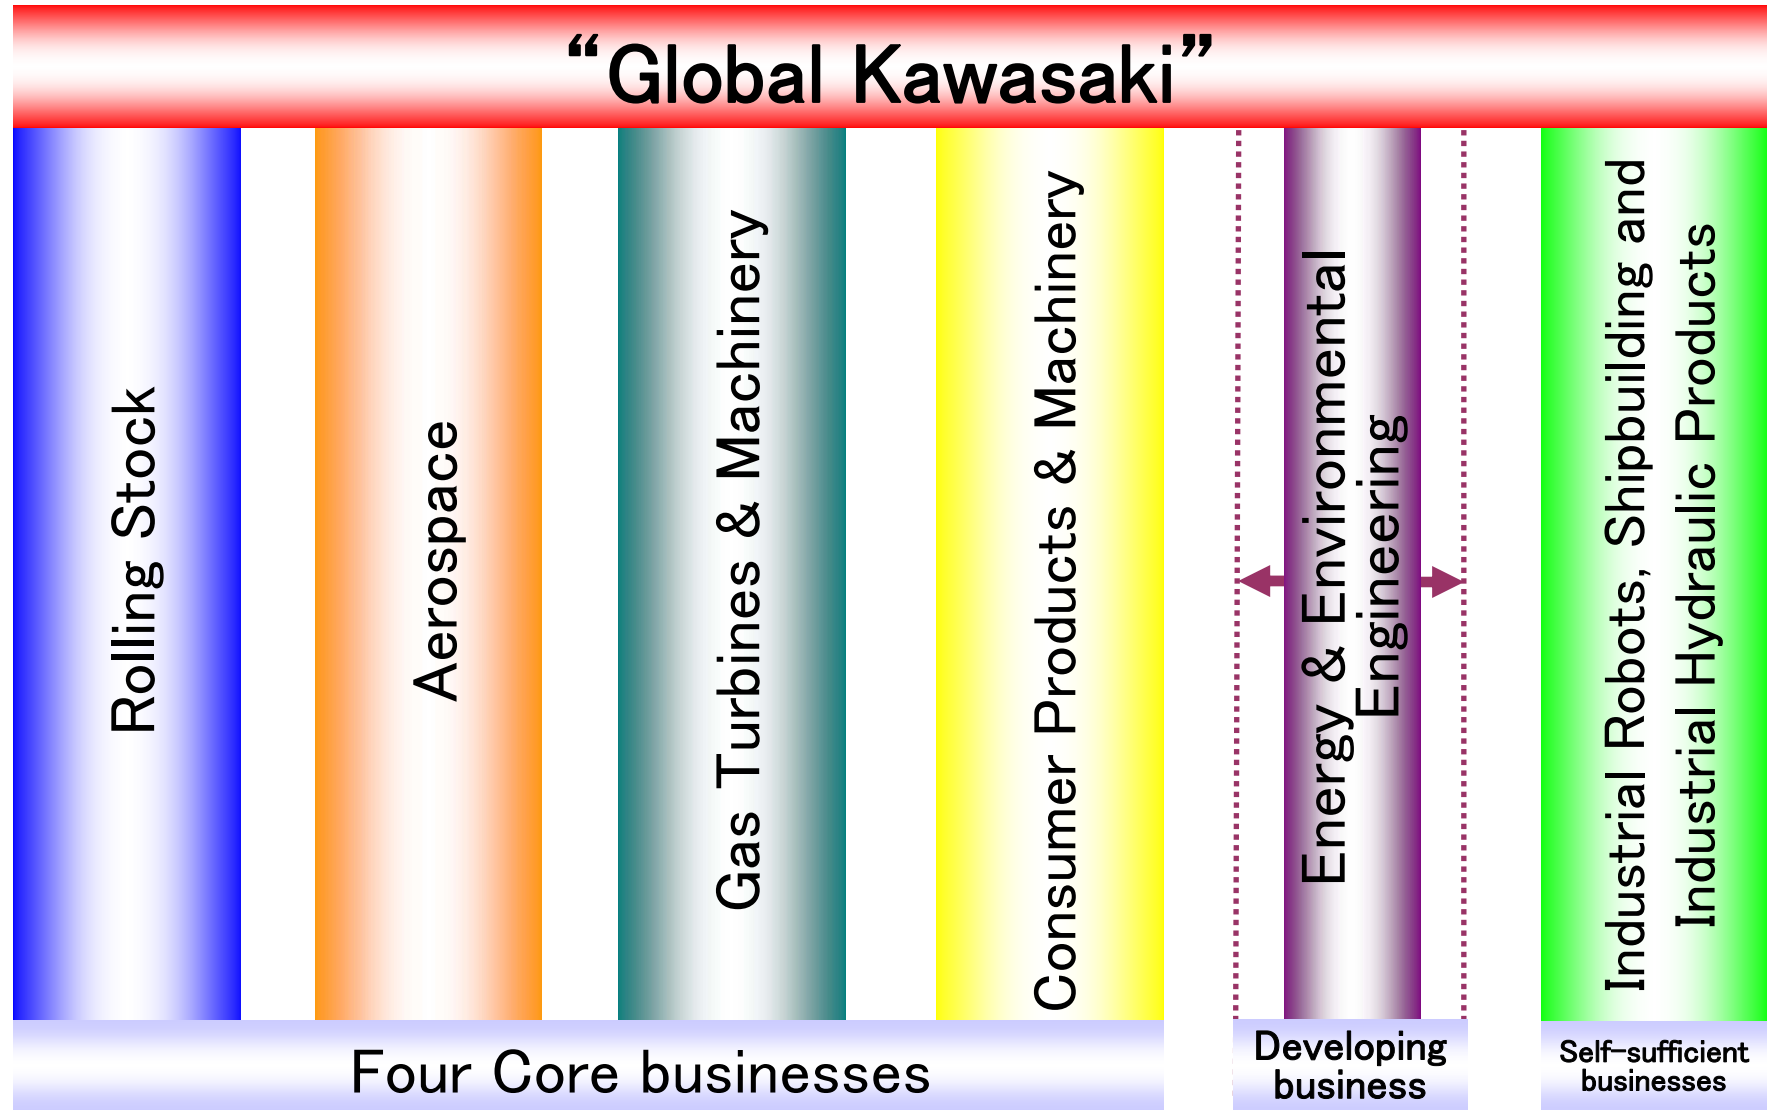 “Global Kawasaki”
Rolling Stock
Aerospace
Gas Turbines & Machinery
Consumer Products & Machinery
Energy & Environmental
Engineering
Industrial Robots, Shipbuilding and
Industrial Hydraulic Products
Four Core businesses
Developing
business
Self-sufficient
businesses